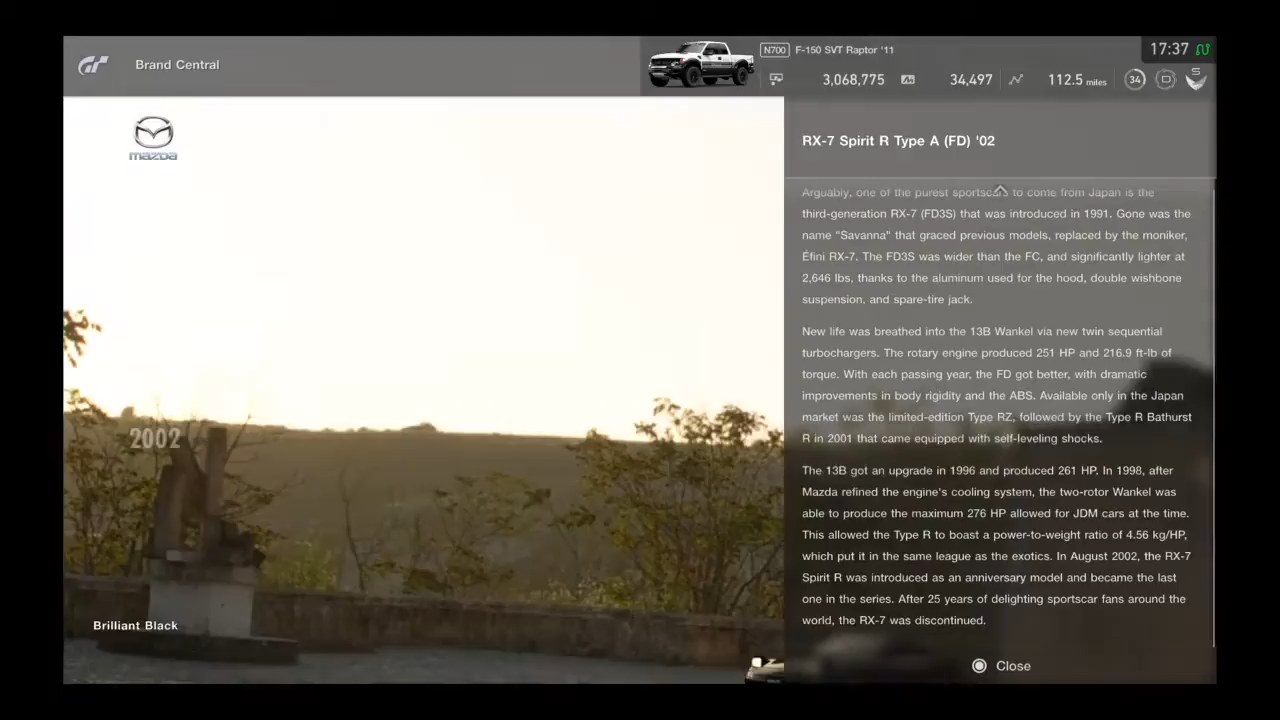 Brand Central
N700 F-150 SVT Raptor '11
17:37
3,068,775
34,497
112.5 miles
34
D
S
mazda
RX-7 Spirit R Type A (FD) '02
Arguably, one of the purest sportscars to come from Japan is the
third-generation RX-7 (FD3S) that was introduced in 1991. Gone was the
name "Savanna" that graced previous models, replaced by the moniker,
Éfini RX-7. The FD3S was wider than the FC, and significantly lighter at
2,646 lbs, thanks to the aluminum used for the hood, double wishbone
suspension, and spare-tire jack.
New life was breathed into the 13B Wankel via new twin sequential
turbochargers. The rotary engine produced 251 HP and 216.9 ft-lb of
torque. With each passing year, the FD got better, with dramatic
improvements in body rigidity and the ABS. Available only in the Japan
market was the limited-edition Type RZ, followed by the Type R Bathurst
R in 2001 that came equipped with self-leveling shocks.
The 13B got an upgrade in 1996 and produced 261 HP. In 1998, after
Mazda refined the engine's cooling system, the two-rotor Wankel was
able to produce the maximum 276 HP allowed for JDM cars at the time.
This allowed the Type R to boast a power-to-weight ratio of 4.56 kg/HP,
which put it in the same league as the exotics. In August 2002, the RX-7
Spirit R was introduced as an anniversary model and became the last
one in the series. After 25 years of delighting sportscar fans around the
world, the RX-7 was discontinued.
2002
Brilliant Black
Close